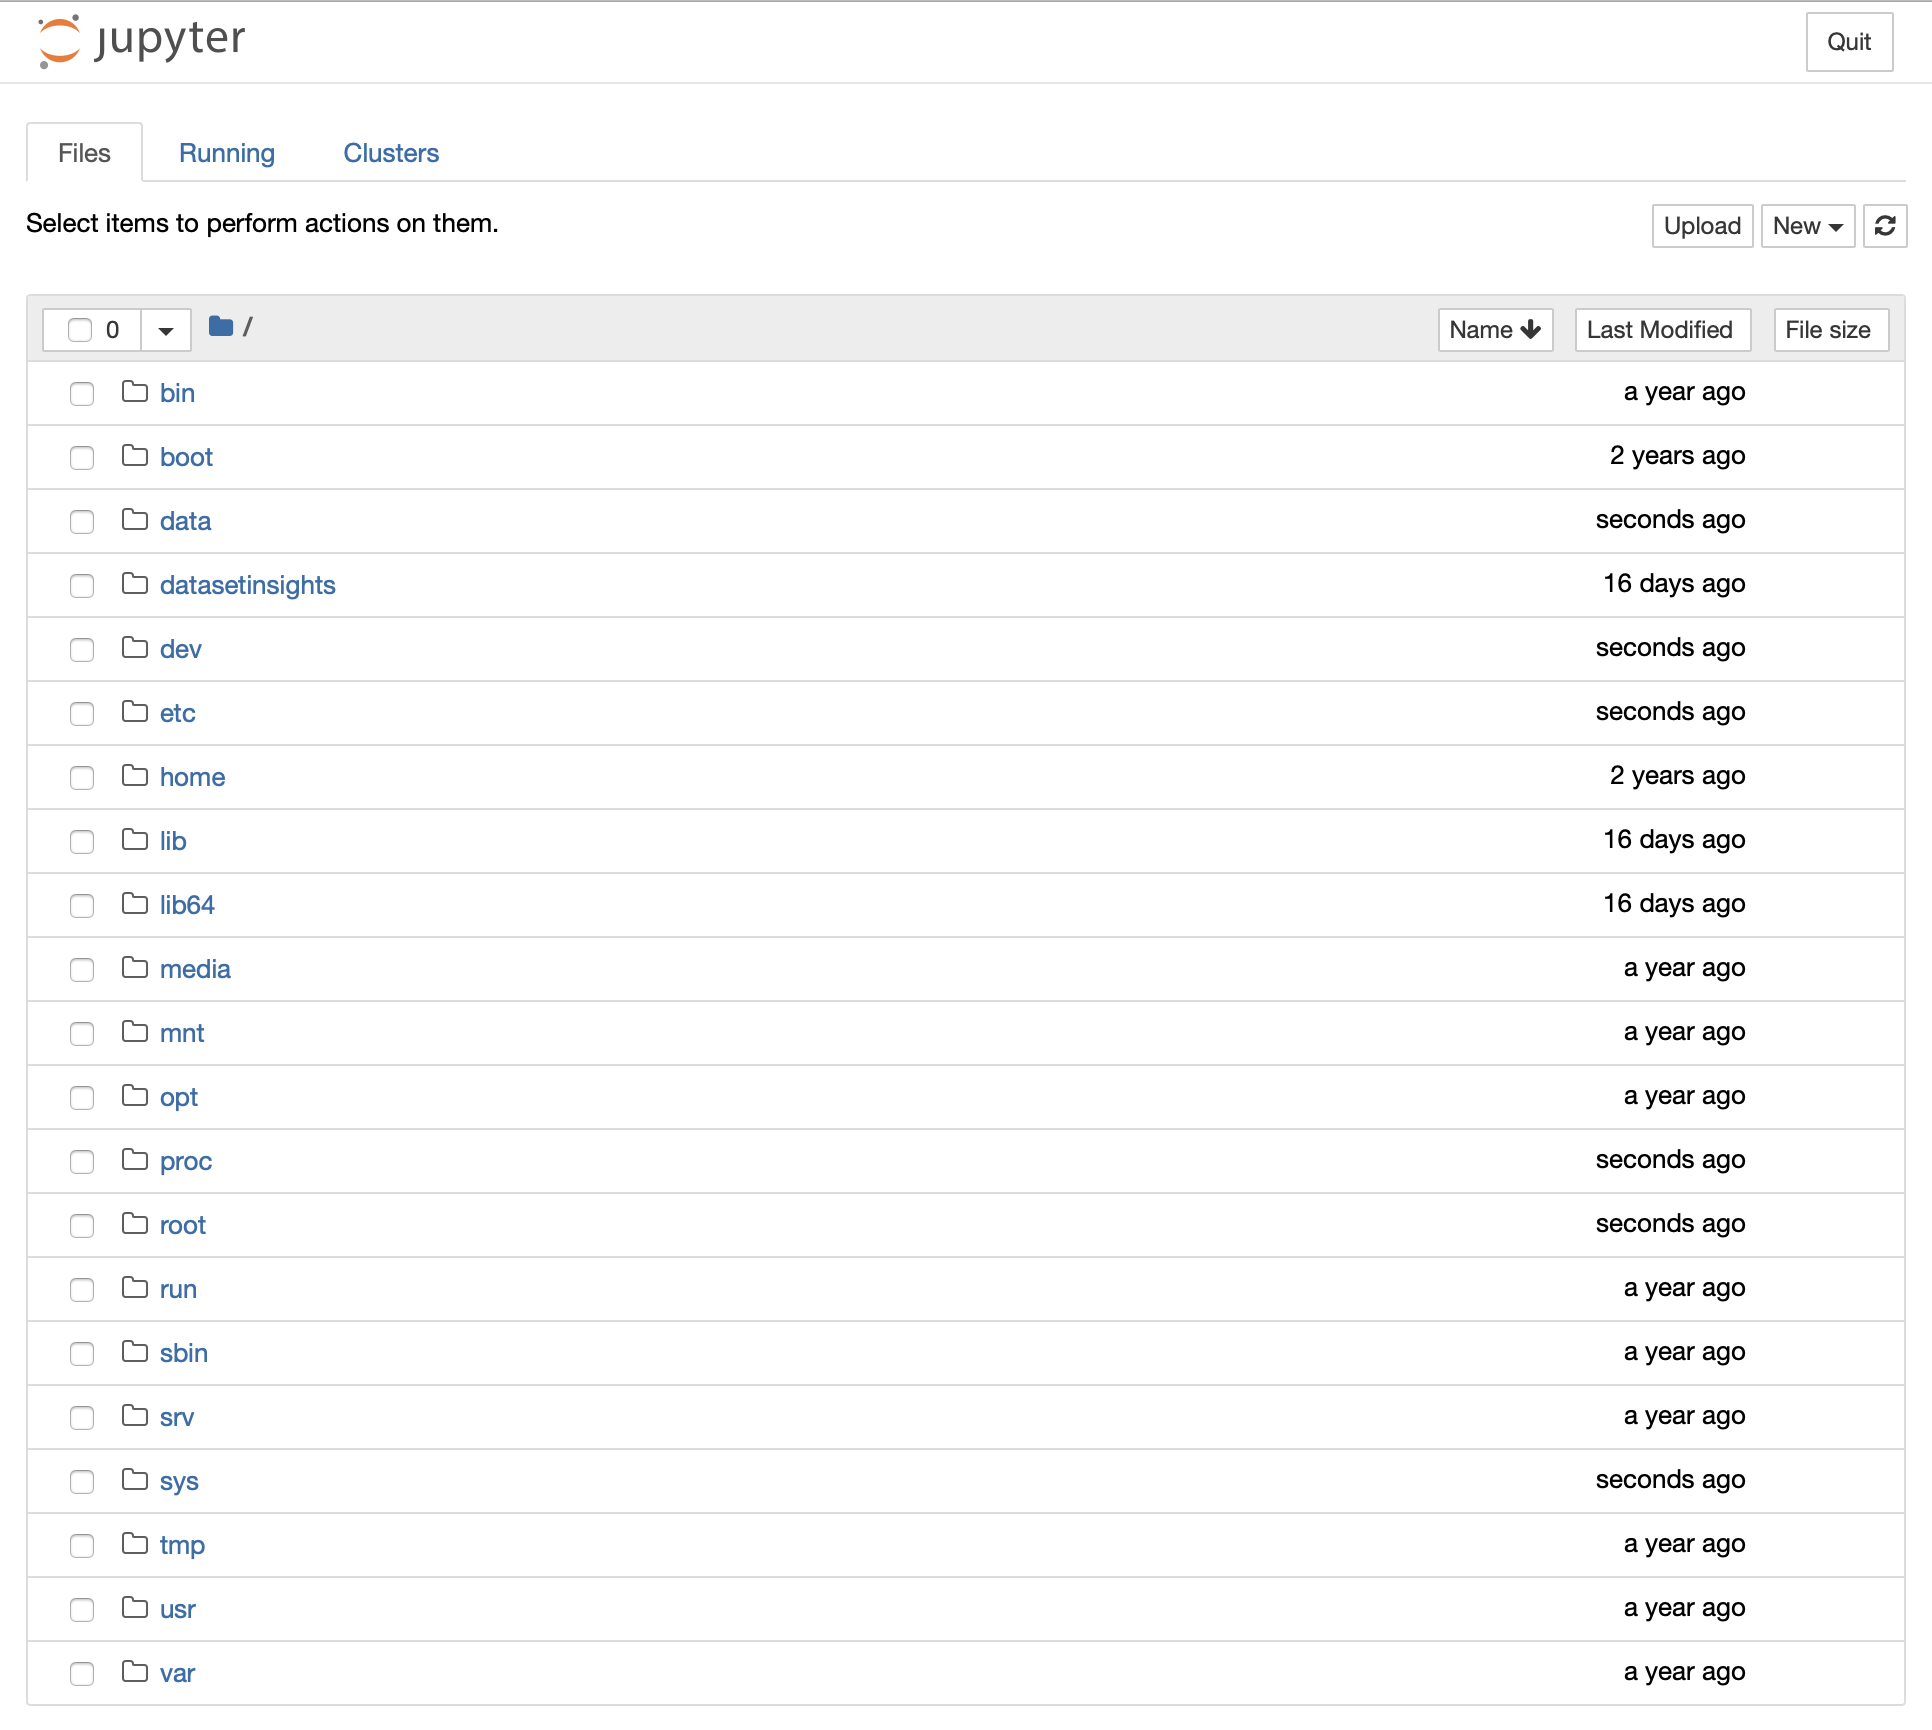 jupyter Quit
Files Running Clusters
Select items to perform actions on them. Upload New
0 / Name Last Modified File size
bin a year ago
boot 2 years ago
data seconds ago
datasetinsights 16 days ago
dev seconds ago
etc seconds ago
home 2 years ago
lib 16 days ago
lib64 16 days ago
media a year ago
mnt a year ago
opt a year ago
proc seconds ago
root seconds ago
run a year ago
sbin a year ago
srv a year ago
sys seconds ago
tmp a year ago
usr a year ago
var a year ago